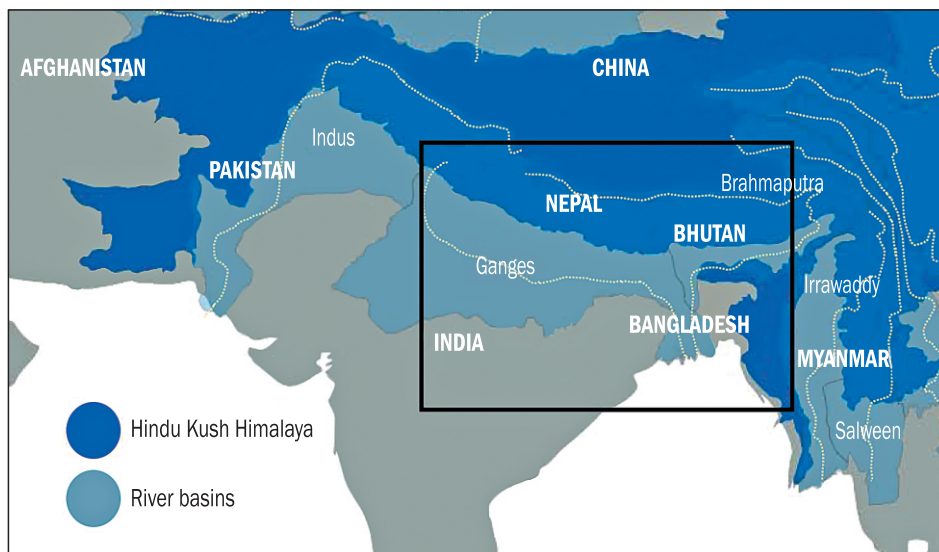 AFGHANISTAN
CHINA
Indus
PAKISTAN
Brahmaputra
NEPAL
BHUTAN
Ganges
Irrawaddy
BANGLADESH
INDIA
MYANMAR
Hindu Kush Himalaya
Salween
River basins